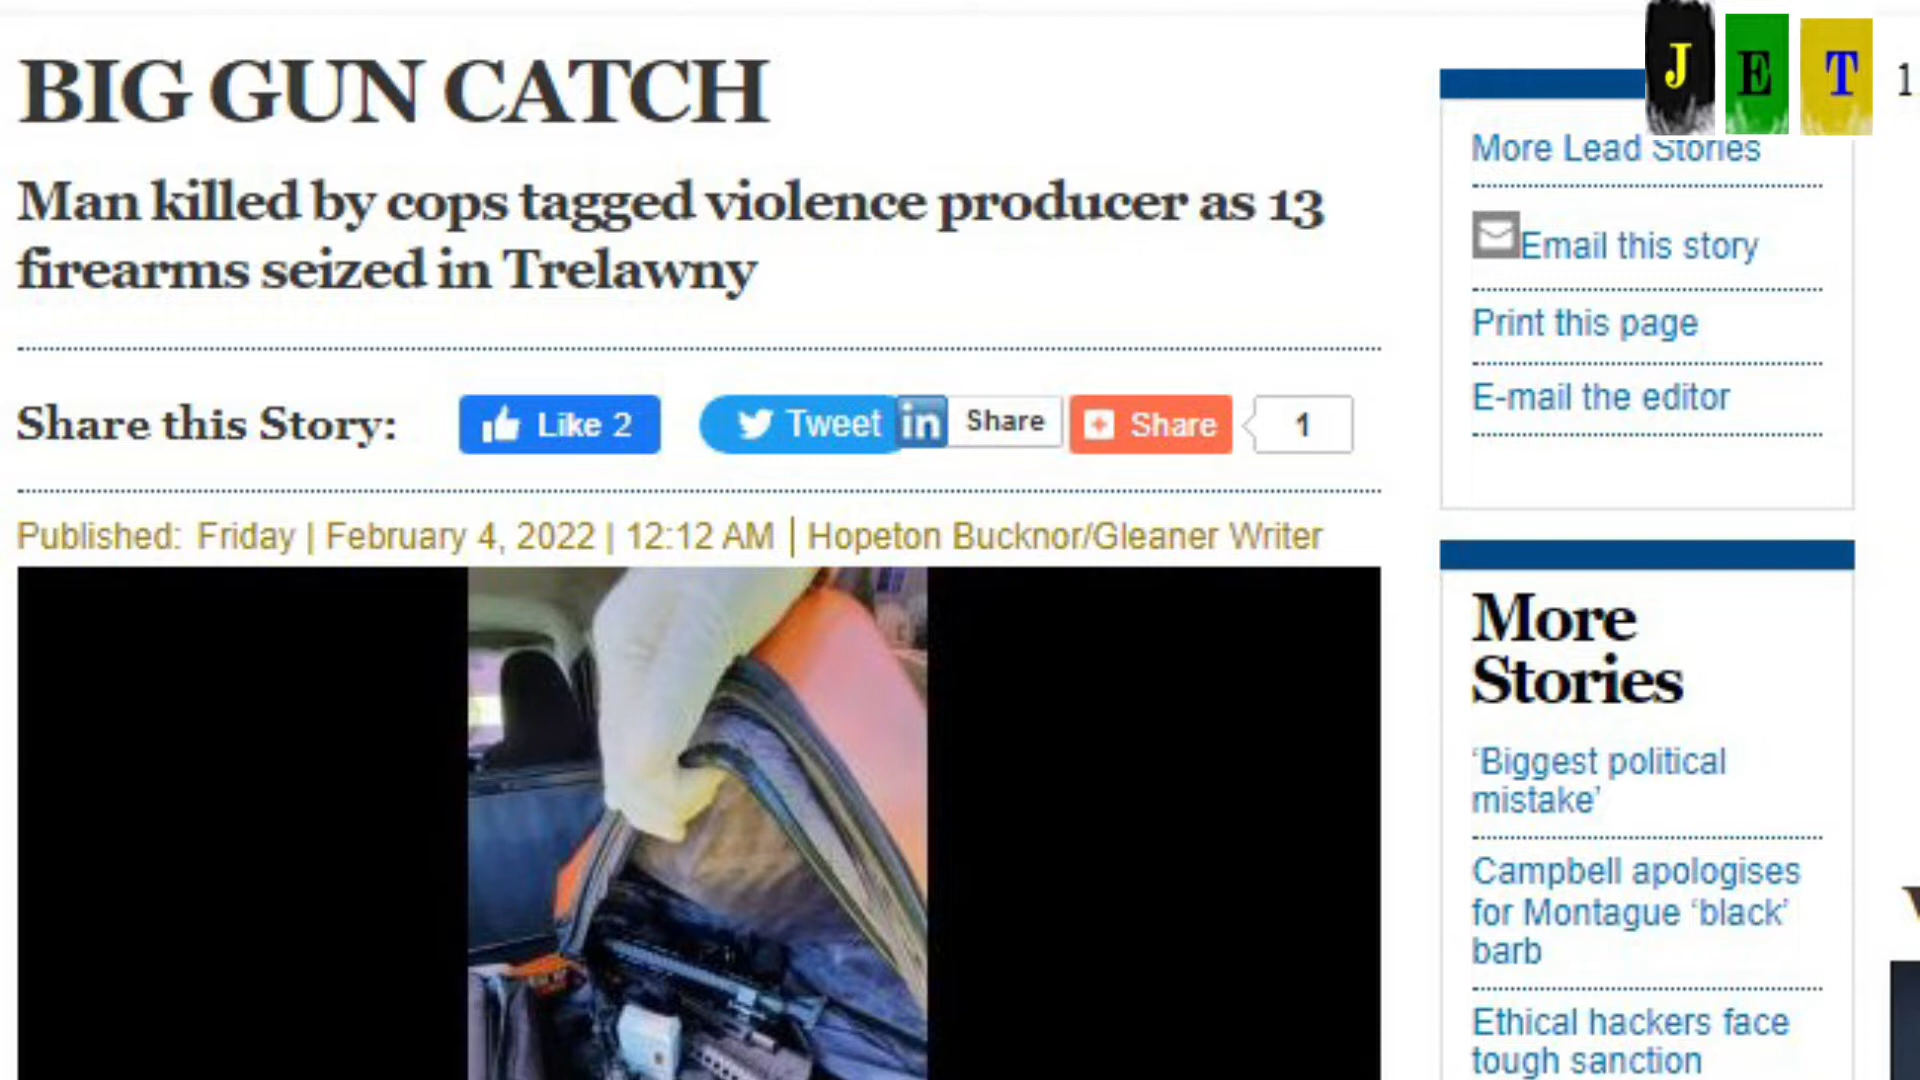 BIG GUN CATCH
Man killed by cops tagged violence producer as 13
firearms seized in Trelawny
Share this Story:
Like 2
Tweet
in Share
Share
1
Published: Friday | February 4, 2022 | 12:12 AM | Hopeton Bucknor/Gleaner Writer
J E T
1
More Lead Stories
Email this story
Print this page
E-mail the editor
More
Stories
‘Biggest political
mistake’
Campbell apologises
for Montague ‘black’
barb
Ethical hackers face
tough sanction